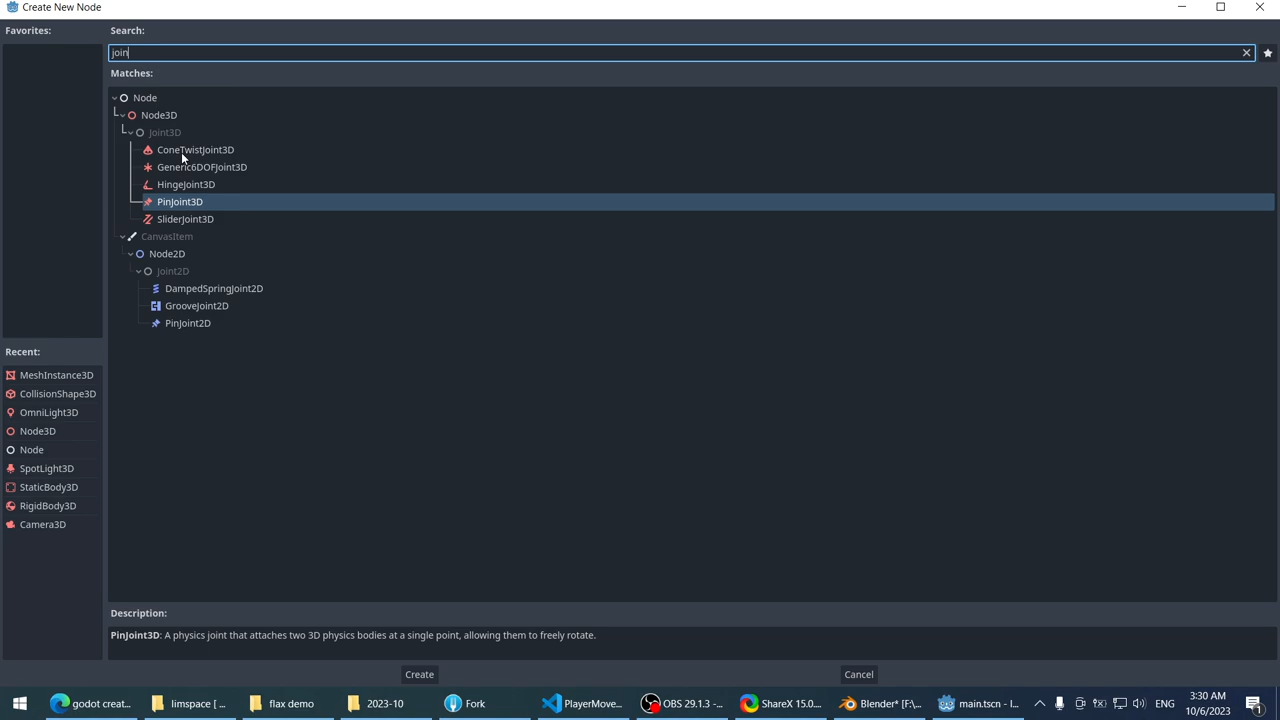 Create New Node
Favorites:
Search:
join
Matches:
Node
Node3D
Joint3D
ConeTwistJoint3D
Generic6DOFJoint3D
HingeJoint3D
PinJoint3D
SliderJoint3D
CanvasItem
Node2D
Joint2D
DampedSpringJoint2D
GrooveJoint2D
PinJoint2D
Recent:
MeshInstance3D
CollisionShape3D
OmniLight3D
Node3D
Node
SpotLight3D
StaticBody3D
RigidBody3D
Camera3D
Description:
PinJoint3D: A physics joint that attaches two 3D physics bodies at a single point, allowing them to freely rotate.
Create
Cancel
godot creat...
limspace [ ...
flax demo
2023-10
Fork
PlayerMove...
OBS 29.1.3 -...
ShareX 15.0...
Blender* [F:\...
main.tscn - l...
ENG
3:30 AM
10/6/2023
1